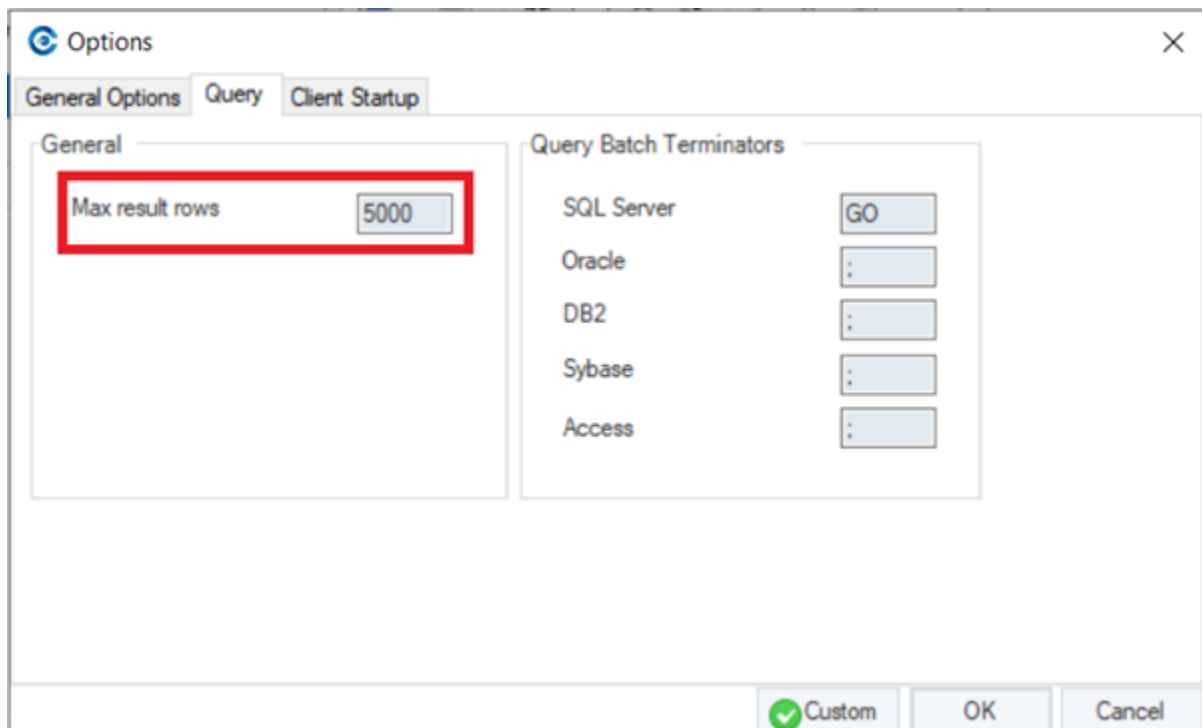 Options
General Options Query Client Startup
General
Max result rows 5000
Query Batch Terminators
SQL Server GO
Oracle ;
DB2 ;
Sybase ;
Access ;
Custom OK Cancel